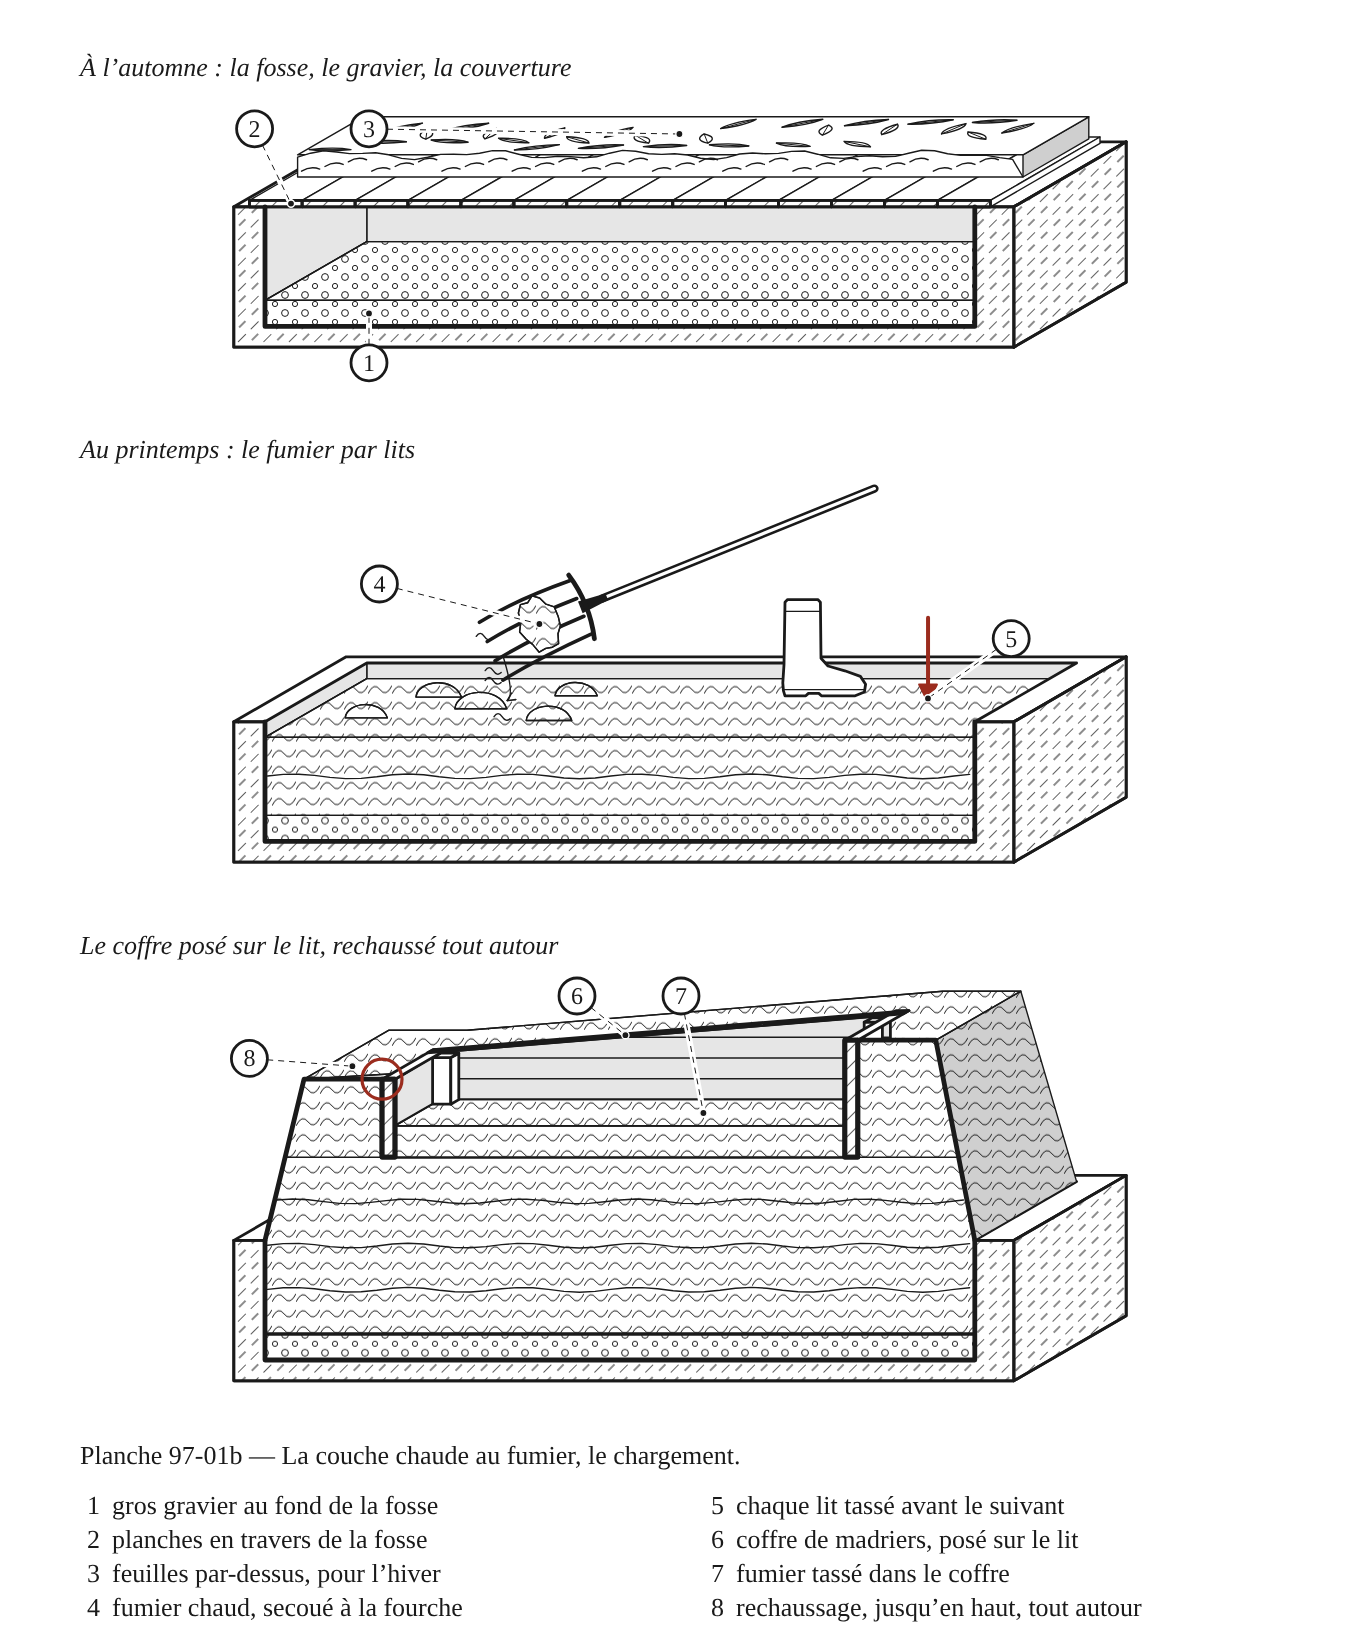 À l’automne : la fosse, le gravier, la couverture
2
3
1
Au printemps : le fumier par lits
4
5
Le coffre posé sur le lit, rechaussé tout autour
6
7
8
Planche 97-01b — La couche chaude au fumier, le chargement.
1 gros gravier au fond de la fosse
2 planches en travers de la fosse
3 feuilles par-dessus, pour l’hiver
4 fumier chaud, secoué à la fourche
5 chaque lit tassé avant le suivant
6 coffre de madriers, posé sur le lit
7 fumier tassé dans le coffre
8 rechaussage, jusqu’en haut, tout autour